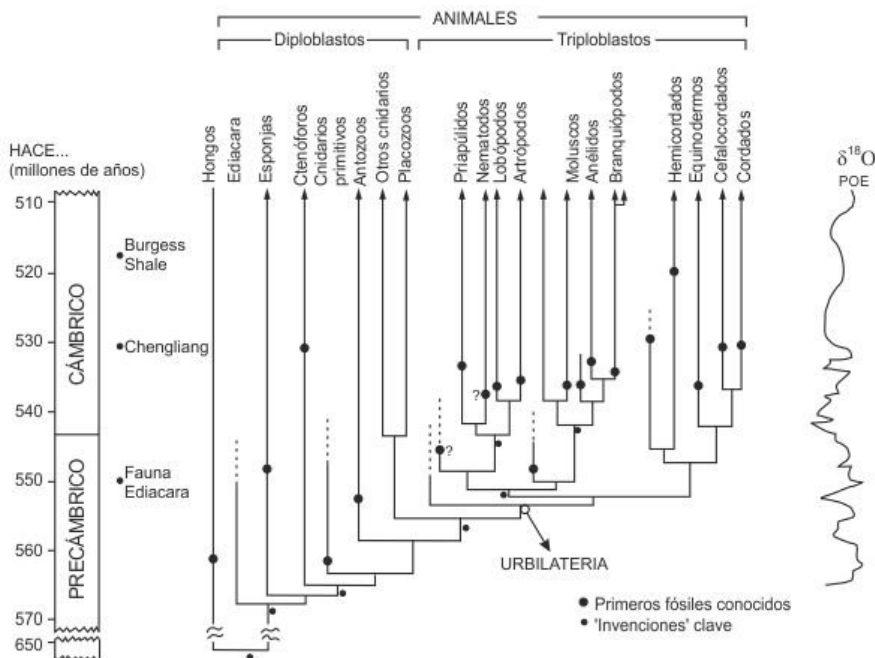 ANIMALES
Diploblastos
Triploblastos
HACE...
(millones de años)
Hongos
Ediacara
Esponjas
Ctenóforos
Cnidarios
primitivos
Antozoos
Otros cnidarios
Placozoos
Priapúlidos
Nematodos
Lobópodos
Artrópodos
Moluscos
Anélidos
Branquiópodos
Hemicordados
Equinodermos
Cefalocordados
Cordados
δ18O
POE
510
520
530
540
550
560
570
650
CÁMBRICO
PRECÁMBRICO
Burgess
Shale
Chengliang
Fauna
Ediacara
?
?
URBILATERIA
Primeros fósiles conocidos
'Invenciones' clave